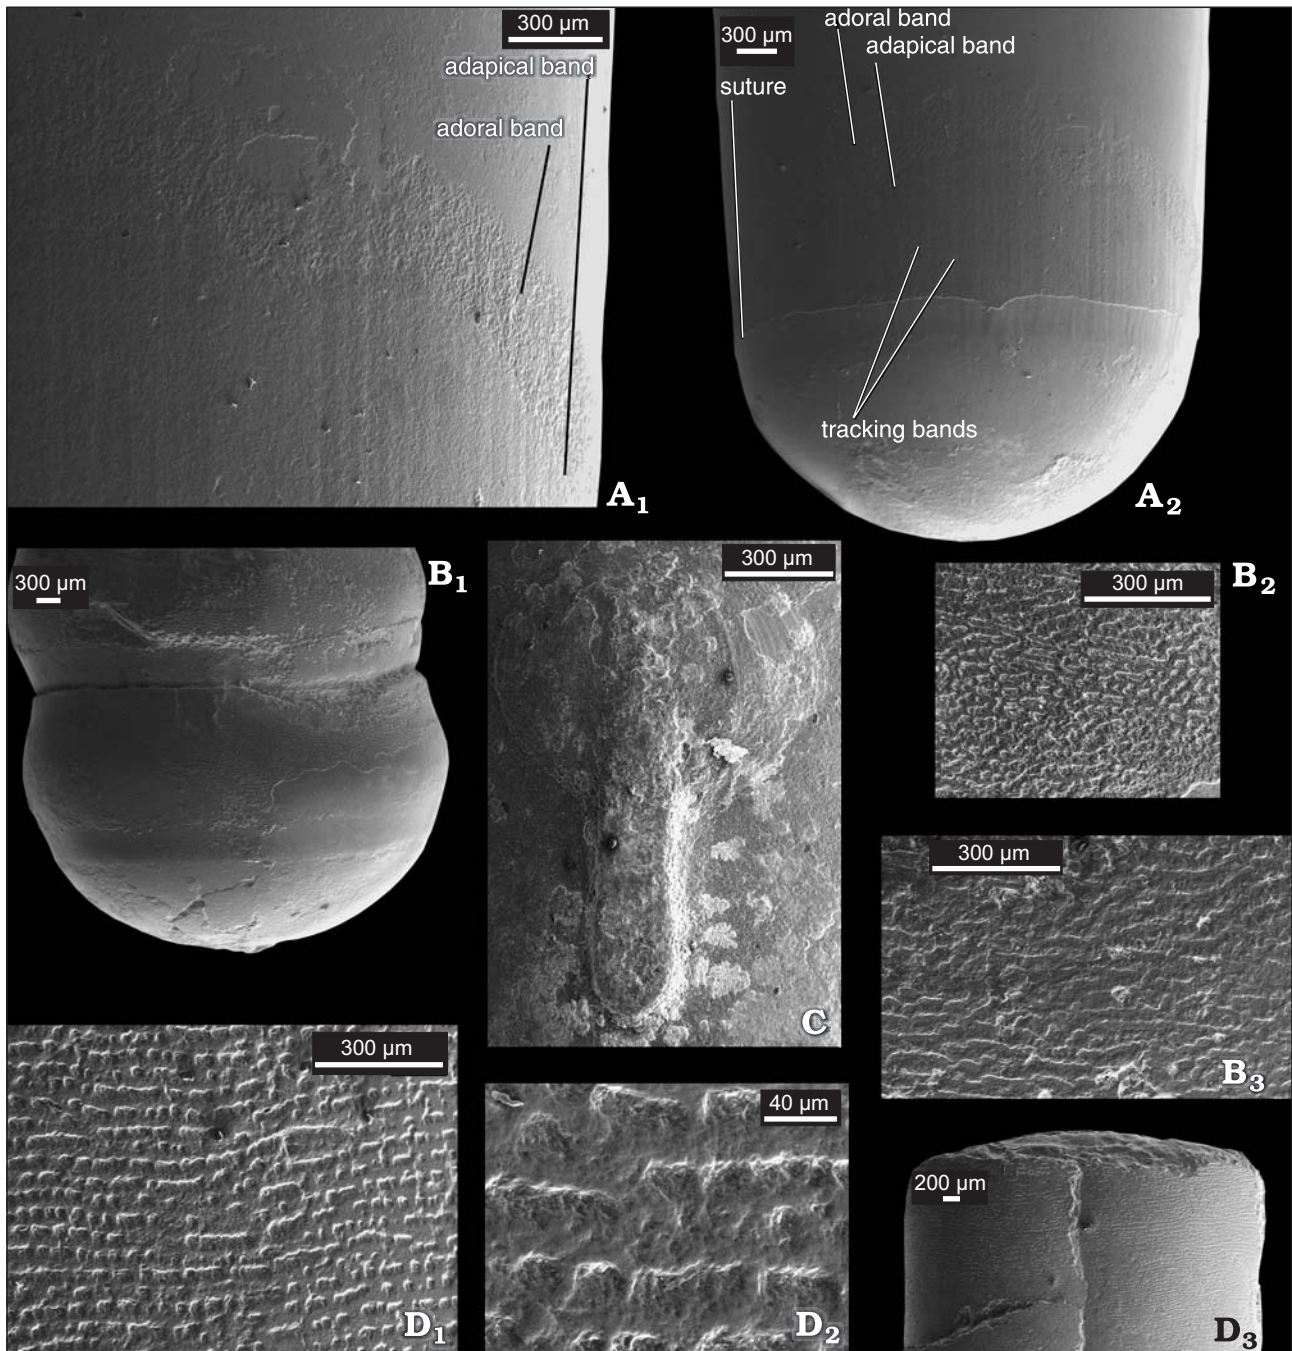 300 µm
adapical band
adoral band
A1
adoral band
adapical band
300 µm
suture
tracking bands
A2
300 µm
B1
300 µm
C
300 µm
B2
300 µm
B3
300 µm
D1
40 µm
D2
200 µm
D3